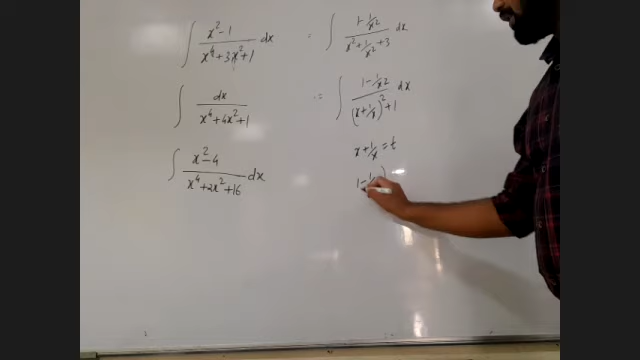 ∫ (x² - 1)/(x⁴ + 3x² + 1) dx = ∫ (1 - 1/x²)/(x² + 1/x² + 3) dx
∫ dx/(x⁴ + 4x² + 1) = ∫ (1 - 1/x²)/((x + 1/x)² + 1) dx
∫ (x² - 4)/(x⁴ + 2x² + 16) dx
x + 1/x = t
1 - 1/